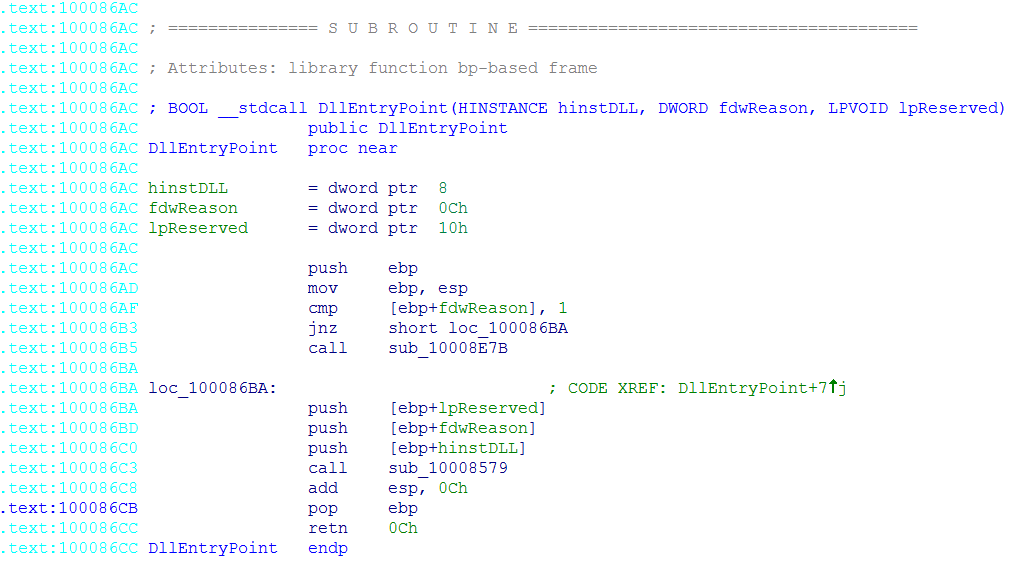 .text:100086AC
.text:100086AC ; =============== S U B R O U T I N E =======================================
.text:100086AC
.text:100086AC ; Attributes: library function bp-based frame
.text:100086AC
.text:100086AC ; BOOL __stdcall DllEntryPoint(HINSTANCE hinstDLL, DWORD fdwReason, LPVOID lpReserved)
.text:100086AC                 public DllEntryPoint
.text:100086AC DllEntryPoint   proc near
.text:100086AC
.text:100086AC hinstDLL        = dword ptr  8
.text:100086AC fdwReason       = dword ptr  0Ch
.text:100086AC lpReserved      = dword ptr  10h
.text:100086AC
.text:100086AC                 push    ebp
.text:100086AD                 mov     ebp, esp
.text:100086AF                 cmp     [ebp+fdwReason], 1
.text:100086B3                 jnz     short loc_100086BA
.text:100086B5                 call    sub_10008E7B
.text:100086BA
.text:100086BA loc_100086BA:                           ; CODE XREF: DllEntryPoint+7↑j
.text:100086BA                 push    [ebp+lpReserved]
.text:100086BD                 push    [ebp+fdwReason]
.text:100086C0                 push    [ebp+hinstDLL]
.text:100086C3                 call    sub_10008579
.text:100086C8                 add     esp, 0Ch
.text:100086CB                 pop     ebp
.text:100086CC                 retn    0Ch
.text:100086CC DllEntryPoint   endp